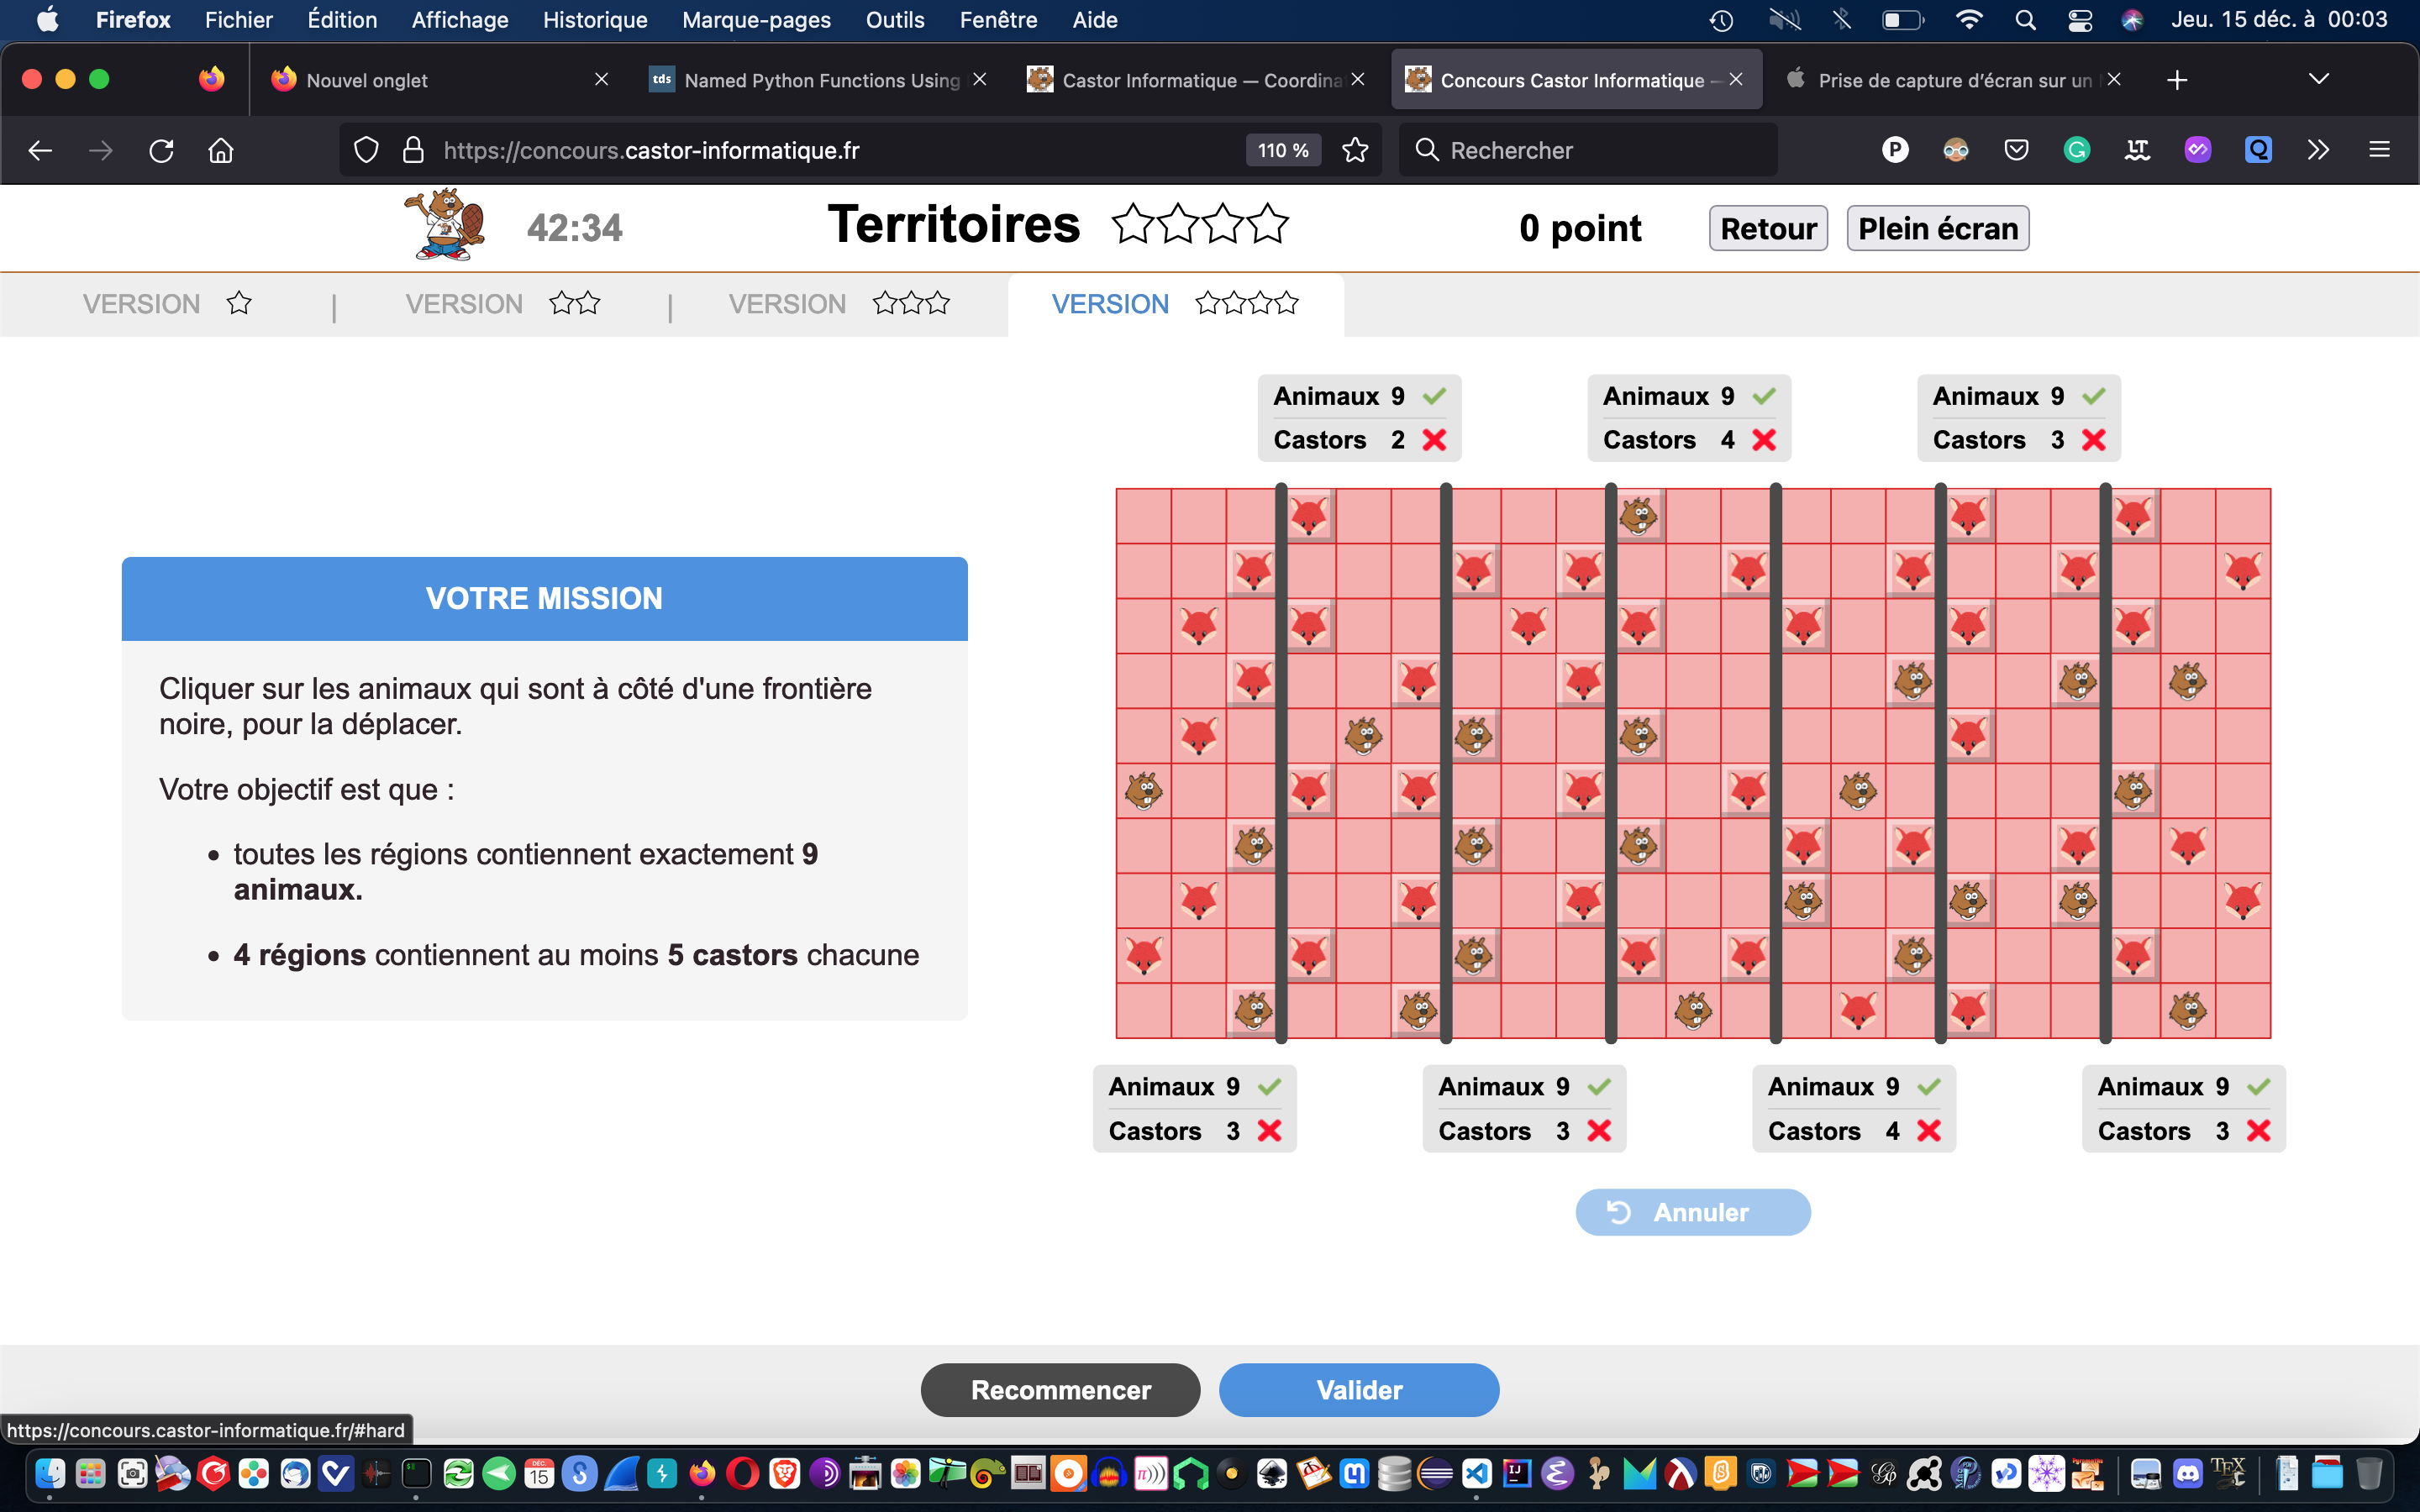 Firefox Fichier Édition Affichage Historique Marque-pages Outils Fenêtre Aide Jeu. 15 déc. à 00:03
Nouvel onglet
tds Named Python Functions Using
Castor Informatique — Coordina
Concours Castor Informatique —
Prise de capture d’écran sur un
https://concours.castor-informatique.fr 110 % Rechercher
42:34 Territoires 0 point Retour Plein écran
VERSION | VERSION | VERSION VERSION
Animaux 9 Animaux 9 Animaux 9
Castors 2 Castors 4 Castors 3
VOTRE MISSION
Cliquer sur les animaux qui sont à côté d'une frontière
noire, pour la déplacer.
Votre objectif est que :
• toutes les régions contiennent exactement 9
animaux.
• 4 régions contiennent au moins 5 castors chacune
Animaux 9 Animaux 9 Animaux 9 Animaux 9
Castors 3 Castors 3 Castors 4 Castors 3
Annuler
Recommencer Valider
https://concours.castor-informatique.fr/#hard
DÉC. 15